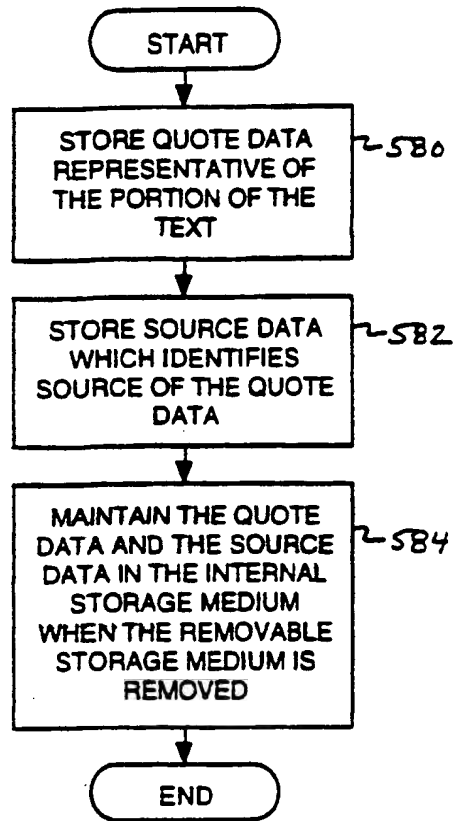 START
STORE QUOTE DATA
REPRESENTATIVE OF
THE PORTION OF THE
TEXT
580
STORE SOURCE DATA
WHICH IDENTIFIES
SOURCE OF THE QUOTE
DATA
582
MAINTAIN THE QUOTE
DATA AND THE SOURCE
DATA IN THE INTERNAL
STORAGE MEDIUM
WHEN THE REMOVABLE
STORAGE MEDIUM IS
REMOVED
584
END